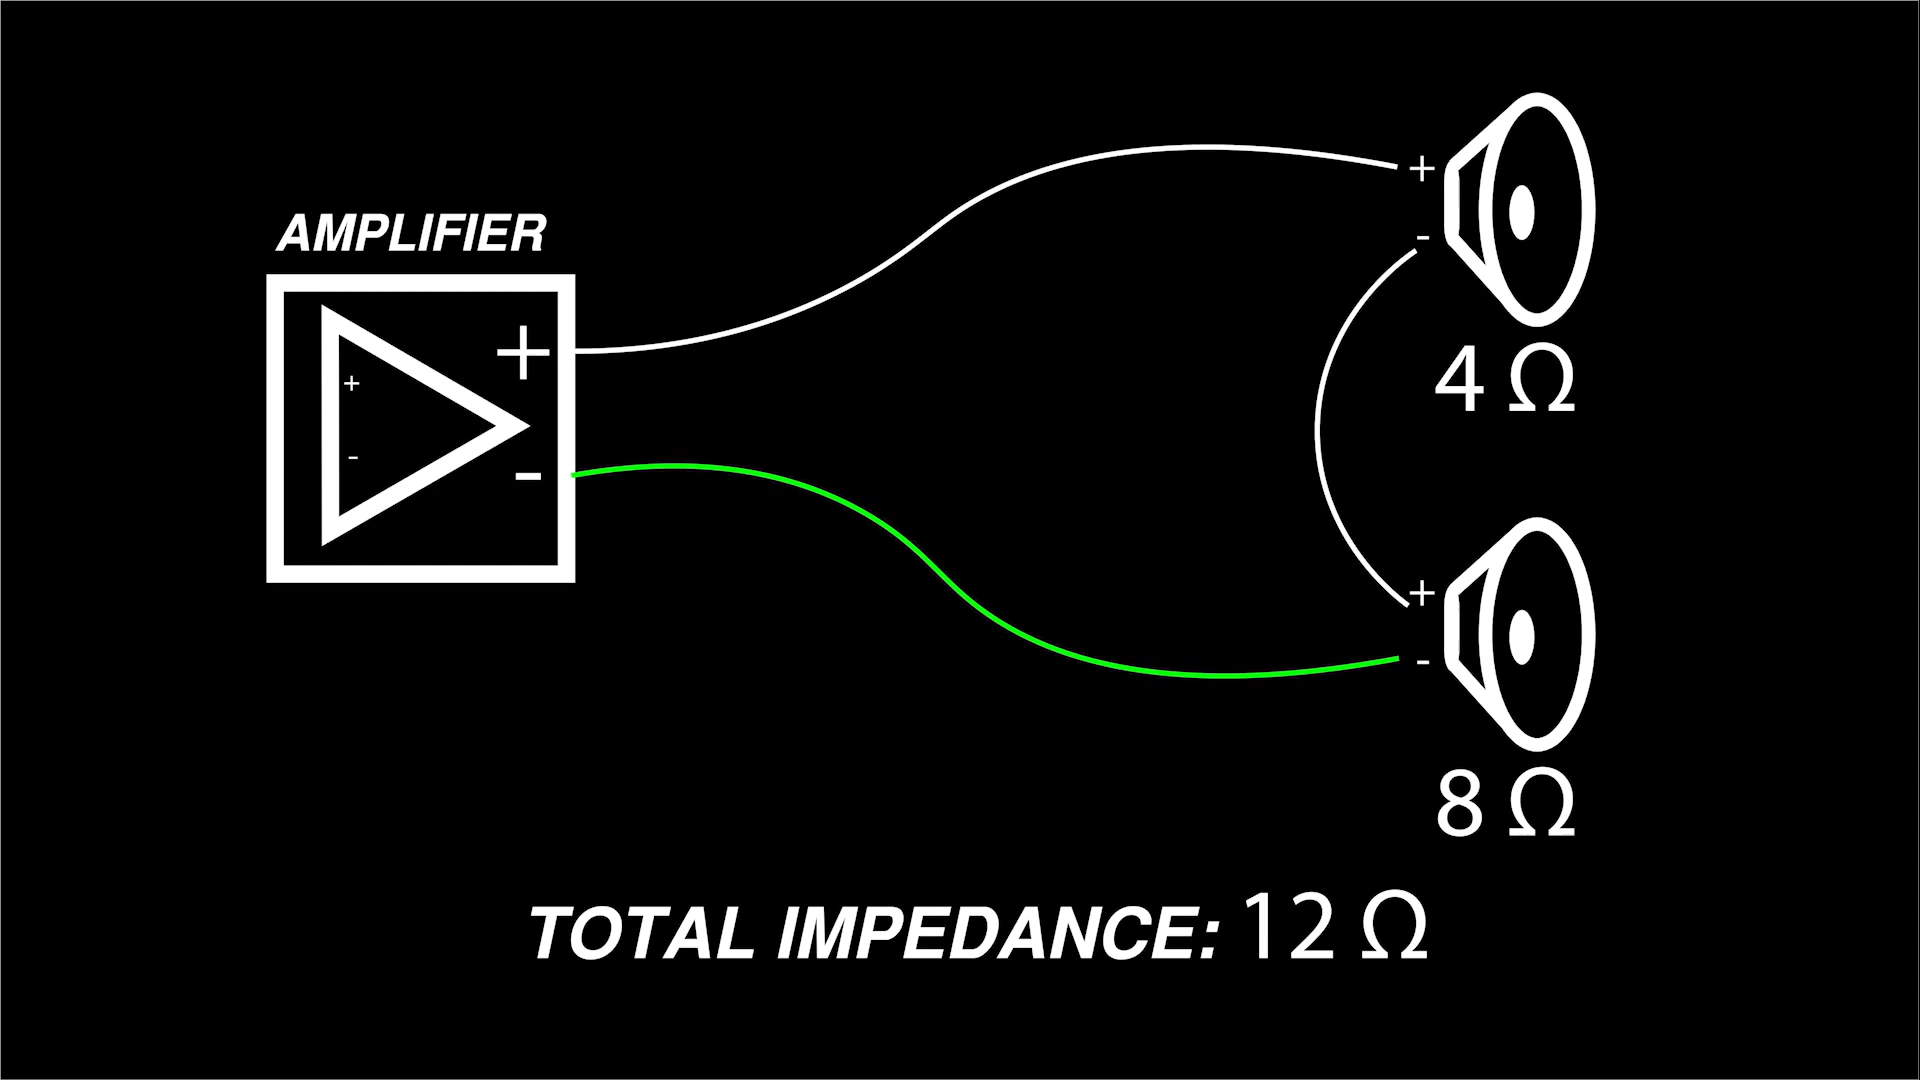 AMPLIFIER
+
-
+
-
+
-
4 Ω
+
-
8 Ω
TOTAL IMPEDANCE: 12 Ω